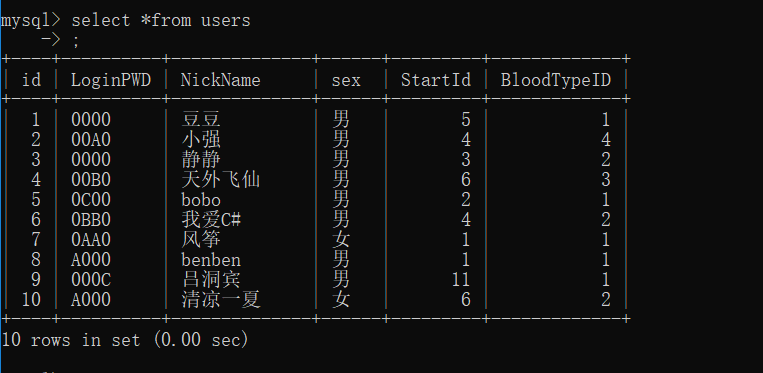 mysql> select *from users
    -> ;
+----+----------+---------------+------+---------+-------------+
| id | LoginPWD | NickName | sex | StartId | BloodTypeID |
+----+----------+---------------+------+---------+-------------+
| 1 | 0000 | 豆豆 | 男 | 5 | 1 |
| 2 | 00A0 | 小强 | 男 | 4 | 4 |
| 3 | 0000 | 静静 | 男 | 3 | 2 |
| 4 | 00B0 | 天外飞仙 | 男 | 6 | 3 |
| 5 | 0C00 | bobo | 男 | 2 | 1 |
| 6 | 0BB0 | 我爱C# | 男 | 4 | 2 |
| 7 | 0AA0 | 风筝 | 女 | 1 | 1 |
| 8 | A000 | benben | 男 | 1 | 1 |
| 9 | 000C | 吕洞宾 | 男 | 11 | 1 |
| 10 | A000 | 清凉一夏 | 女 | 6 | 2 |
+----+----------+---------------+------+---------+-------------+
10 rows in set (0.00 sec)